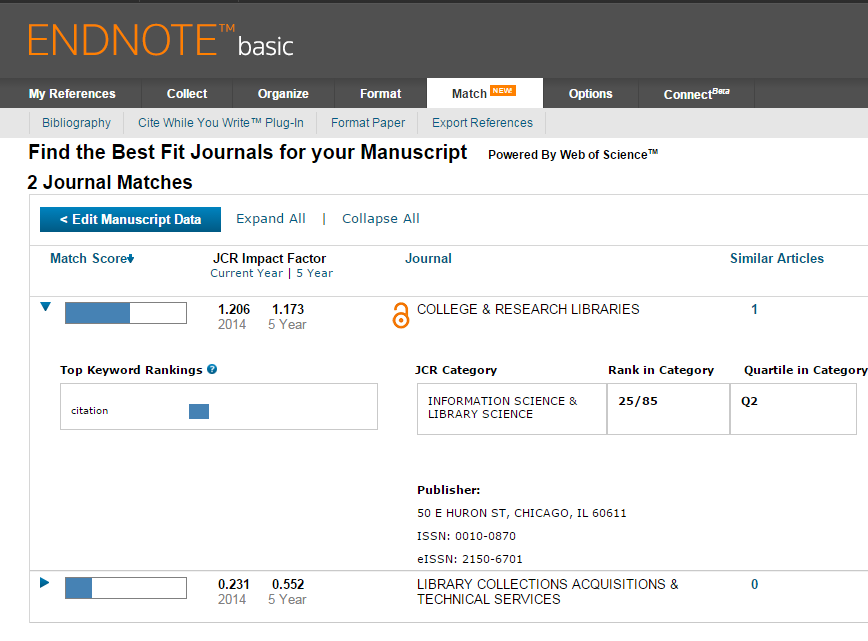 ENDNOTE™ basic
My References Collect Organize Format Match NEW! Options Connect Beta
Bibliography Cite While You Write™ Plug-In Format Paper Export References
Find the Best Fit Journals for your Manuscript Powered By Web of Science™
2 Journal Matches
< Edit Manuscript Data Expand All | Collapse All
Match Score JCR Impact Factor Journal Similar Articles
Current Year | 5 Year
1.206 1.173 COLLEGE & RESEARCH LIBRARIES 1
2014 5 Year
Top Keyword Rankings ? JCR Category Rank in Category Quartile in Category
citation INFORMATION SCIENCE & 25/85 Q2
LIBRARY SCIENCE
Publisher:
50 E HURON ST, CHICAGO, IL 60611
ISSN: 0010-0870
eISSN: 2150-6701
0.231 0.552 LIBRARY COLLECTIONS ACQUISITIONS & 0
2014 5 Year TECHNICAL SERVICES